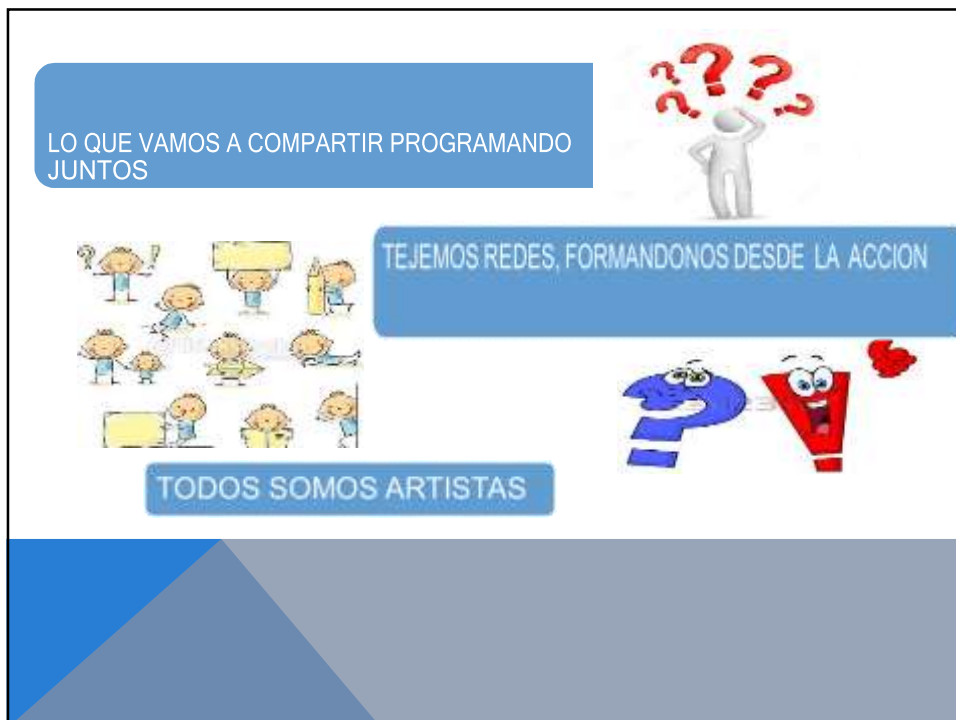 LO QUE VAMOS A COMPARTIR PROGRAMANDO
JUNTOS
TEJEMOS REDES, FORMANDONOS DESDE LA ACCION
TODOS SOMOS ARTISTAS